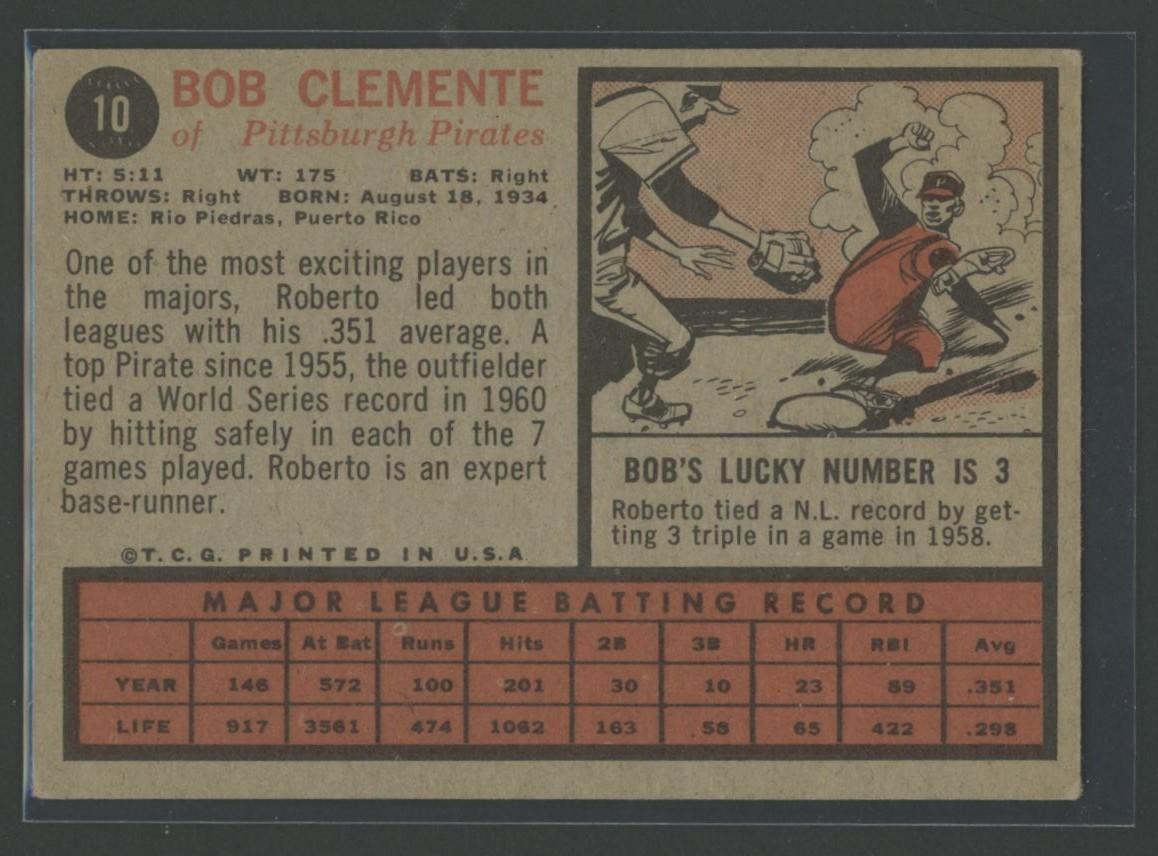 10
BOB CLEMENTE
of Pittsburgh Pirates
HT: 5:11 WT: 175 BATS: Right
THROWS: Right BORN: August 18, 1934
HOME: Rio Piedras, Puerto Rico
One of the most exciting players in
the majors, Roberto led both
leagues with his .351 average. A
top Pirate since 1955, the outfielder
tied a World Series record in 1960
by hitting safely in each of the 7
games played. Roberto is an expert
base-runner.
©T.C.G. PRINTED IN U.S.A
P
BOB'S LUCKY NUMBER IS 3
Roberto tied a N.L. record by get-
ting 3 triple in a game in 1958.
MAJOR LEAGUE BATTING RECORD
Games At Bat Runs Hits 2B 3B HR RBI Avg
YEAR 146 572 100 201 30 10 23 89 .351
LIFE 917 3561 474 1062 163 58 65 422 .298